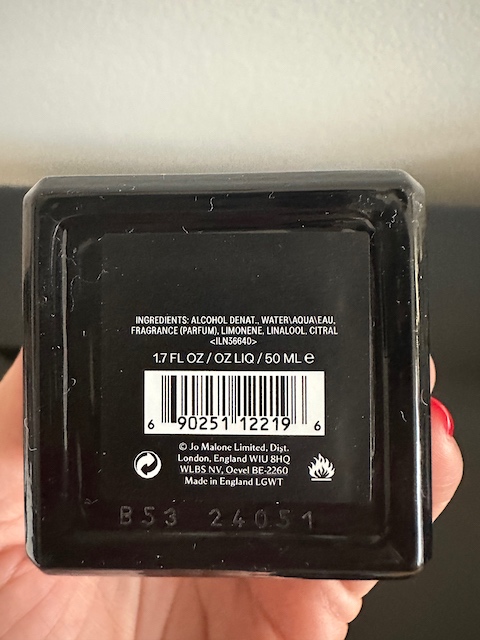 INGREDIENTS: ALCOHOL DENAT., WATER\AQUA\EAU,
FRAGRANCE (PARFUM), LIMONENE, LINALOOL, CITRAL
<ILN36640>
1.7 FL OZ / OZ LIQ / 50 ML ℮
6 90251 12219 6
© Jo Malone Limited, Dist.
London, England W1U 8HQ
WLBS NV, Oevel BE-2260
Made in England LGWT
B53 24051